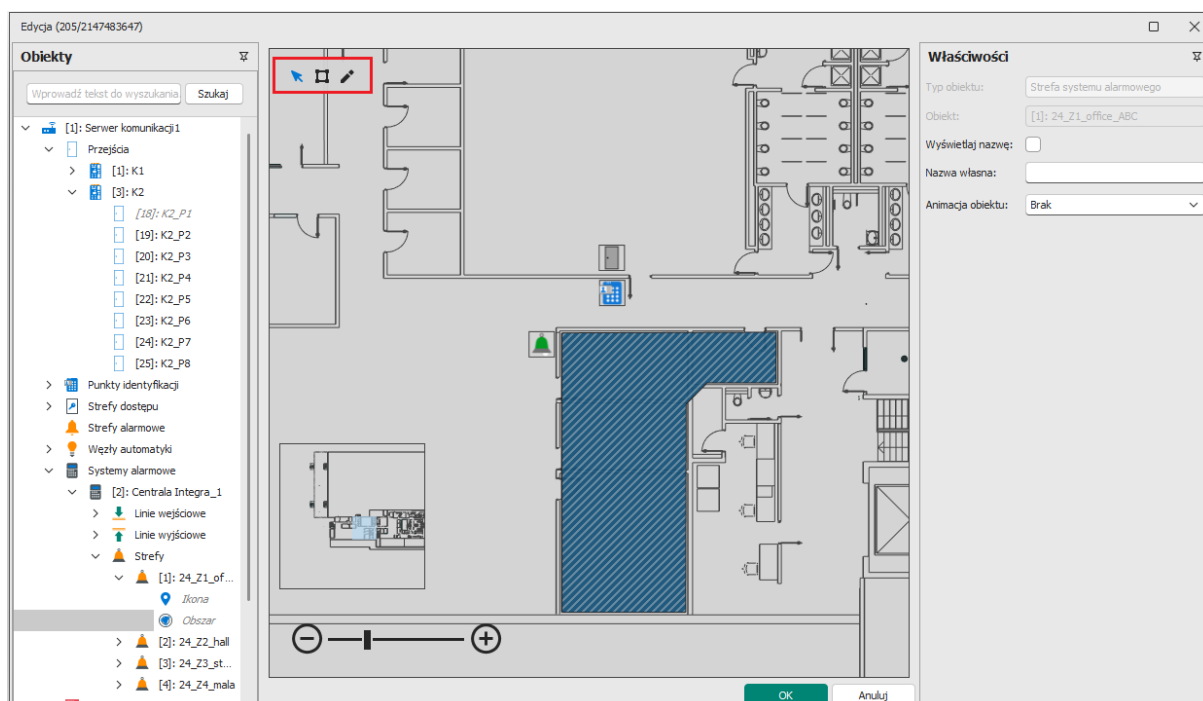 Edycja (205/2147483647)
Obiekty
Wprowadź tekst do wyszukania.
Szukaj
[1]: Serwer komunikacji1
Przejścia
[1]: K1
[3]: K2
[18]: K2_P1
[19]: K2_P2
[20]: K2_P3
[21]: K2_P4
[22]: K2_P5
[23]: K2_P6
[24]: K2_P7
[25]: K2_P8
Punkty identyfikacji
Strefy dostępu
Strefy alarmowe
Węzły automatyki
Systemy alarmowe
[2]: Centrala Integra_1
Linie wejściowe
Linie wyjściowe
Strefy
[1]: 24_Z1_of...
Ikona
Obszar
[2]: 24_Z2_hall
[3]: 24_Z3_st...
[4]: 24_Z4_mala
OK
Anuluj
Właściwości
Typ obiektu: Strefa systemu alarmowego
Obiekt: [1]: 24_Z1_office_ABC
Wyświetlaj nazwę:
Nazwa własna:
Animacja obiektu: Brak